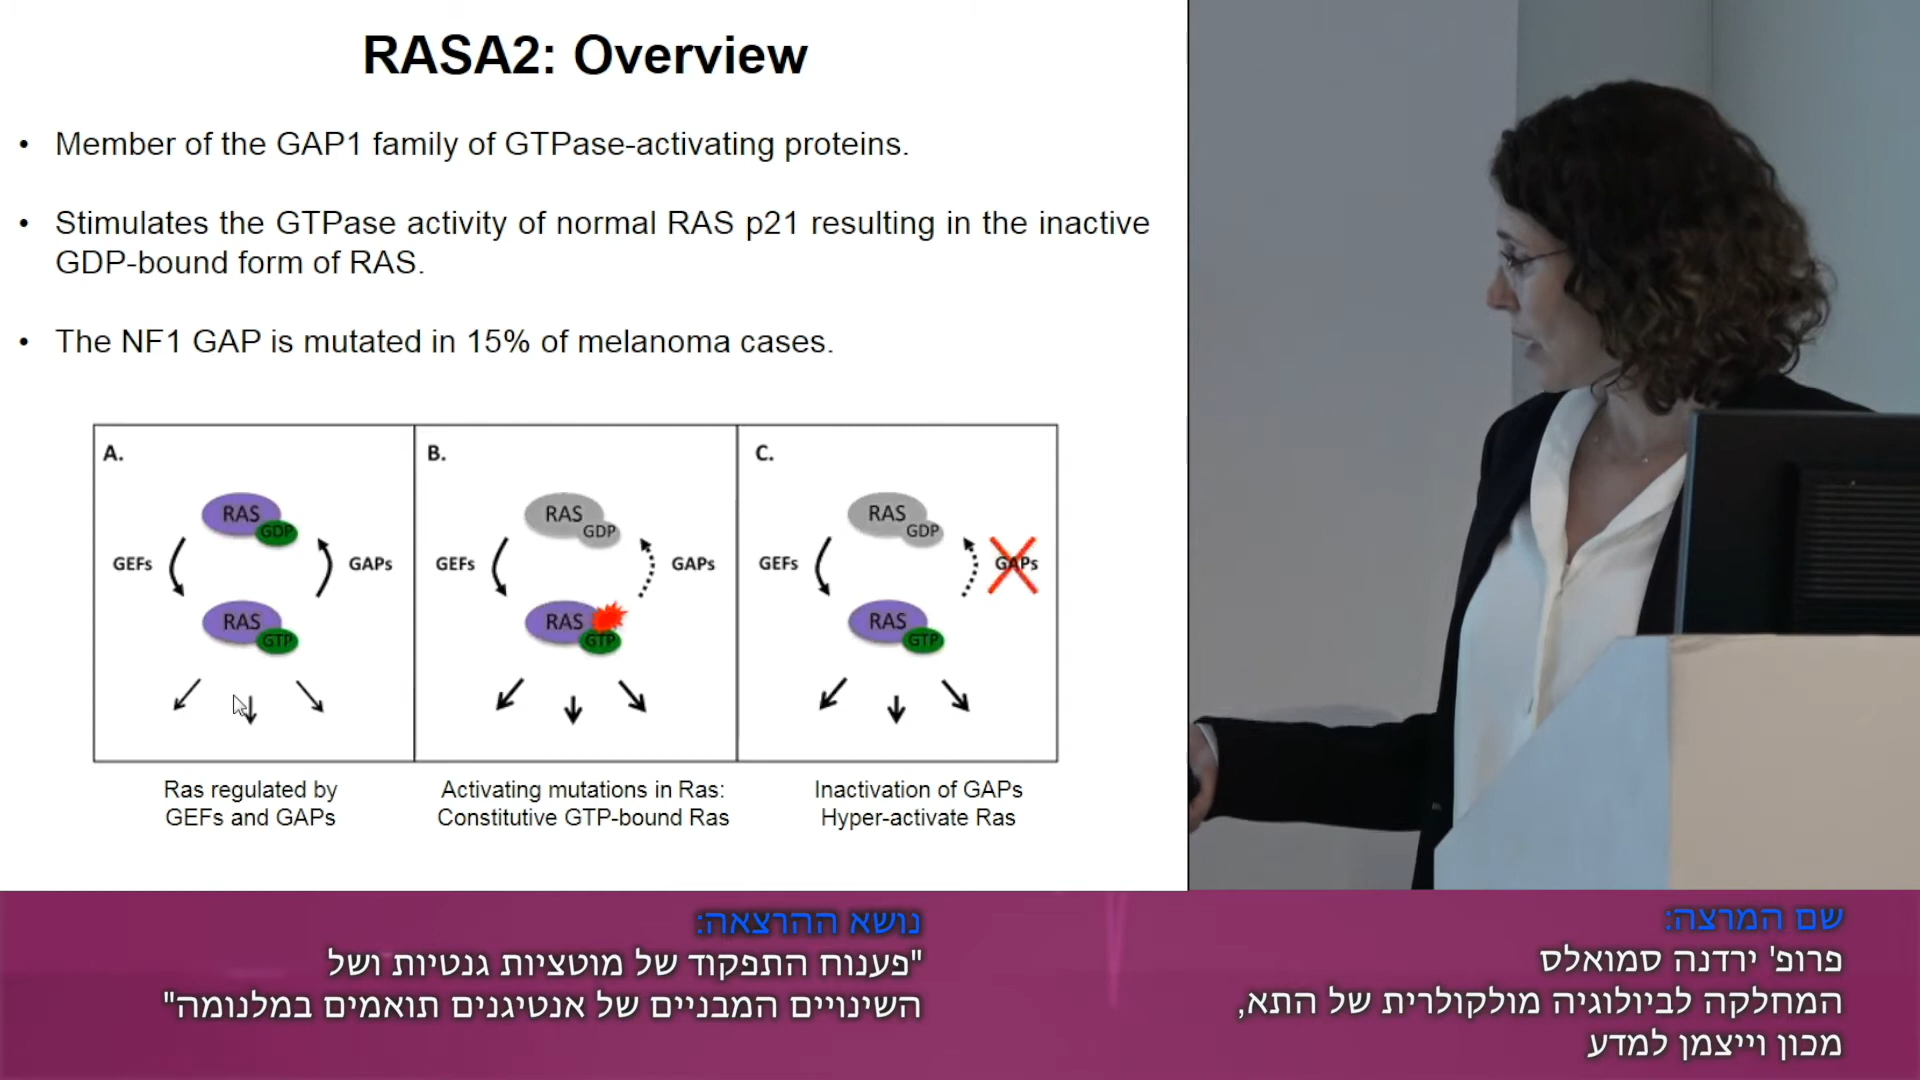 RASA2: Overview
• Member of the GAP1 family of GTPase-activating proteins.
• Stimulates the GTPase activity of normal RAS p21 resulting in the inactive
GDP-bound form of RAS.
• The NF1 GAP is mutated in 15% of melanoma cases.
A.
RAS
GDP
GEFs
GAPs
RAS
GTP
Ras regulated by
GEFs and GAPs
B.
RAS
GDP
GEFs
GAPs
RAS
GTP
Activating mutations in Ras:
Constitutive GTP-bound Ras
C.
RAS
GDP
GEFs
GAPs
RAS
GTP
Inactivation of GAPs
Hyper-activate Ras
שם המרצה:
פרופ' ירדנה סמואלס
המחלקה לביולוגיה מולקולרית של התא,
מכון וייצמן למדע
נושא ההרצאה:
"פענוח התפקוד של מוטציות גנטיות ושל
השינויים המבניים של אנטיגנים תואמים במלנומה"